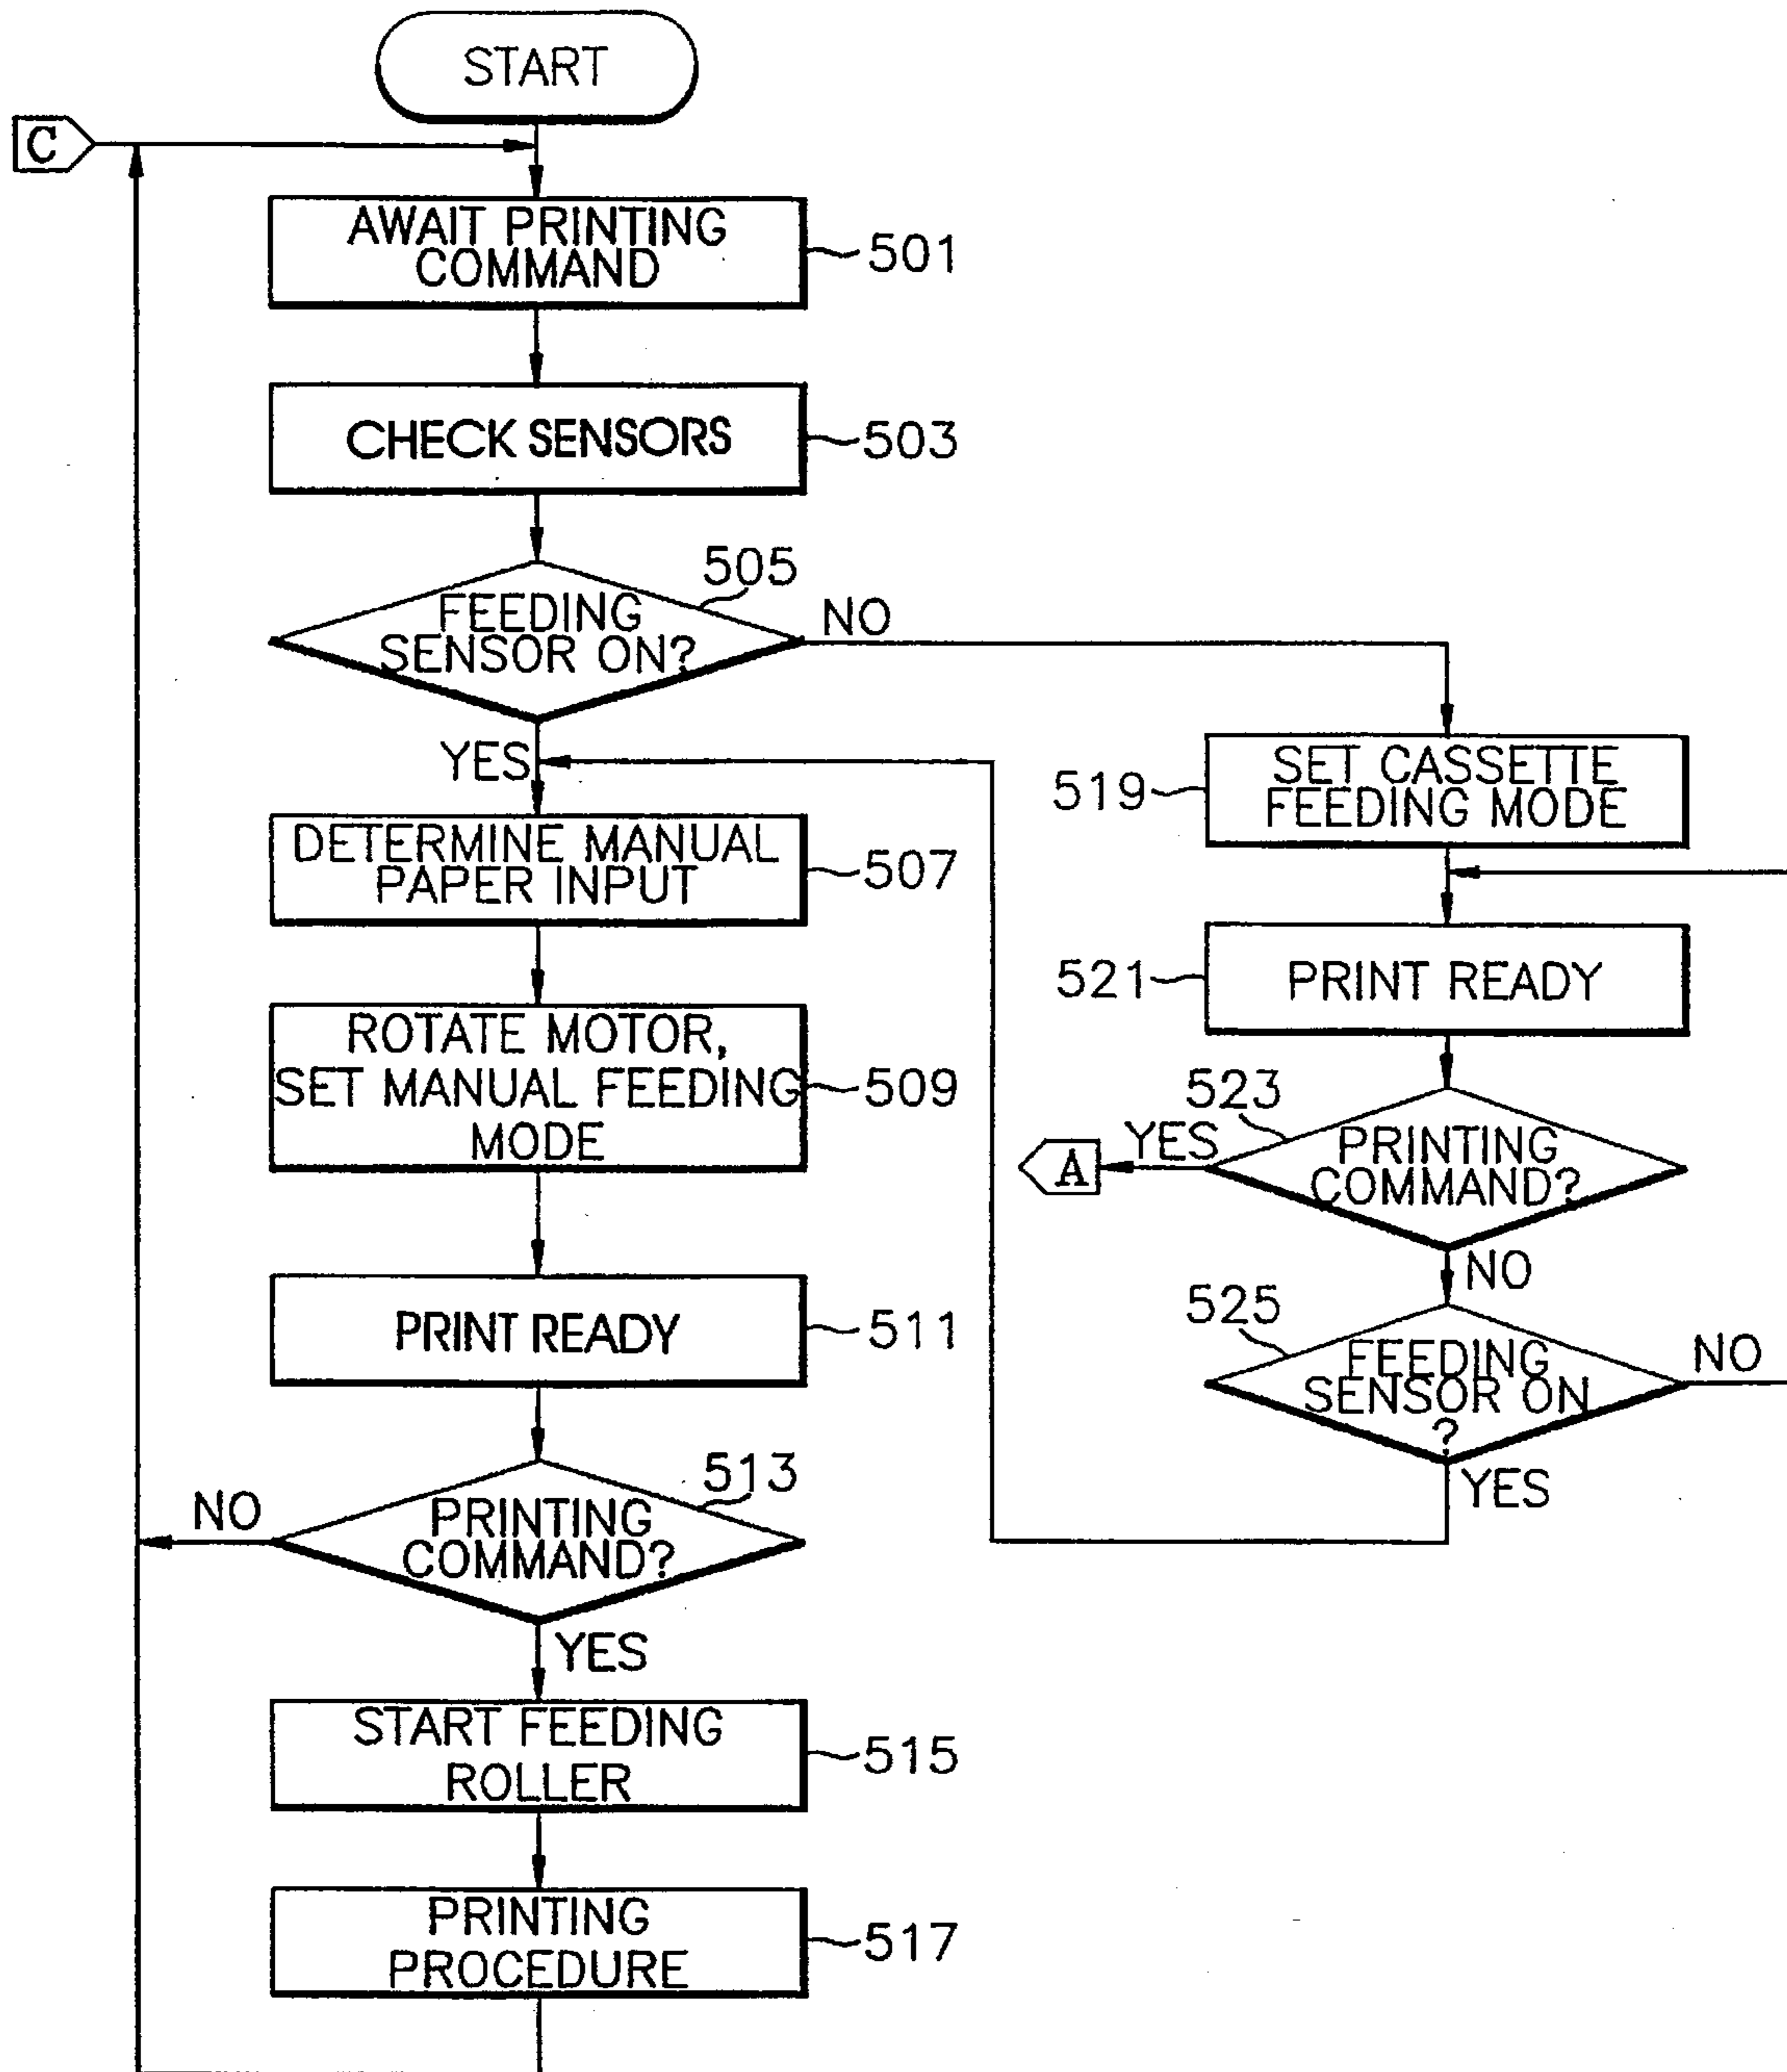 START
C
AWAIT PRINTING
COMMAND
501
CHECK SENSORS
503
505
FEEDING
SENSOR ON?
NO
YES
DETERMINE MANUAL
PAPER INPUT
507
ROTATE MOTOR,
SET MANUAL FEEDING
MODE
509
PRINT READY
511
513
PRINTING
COMMAND?
NO
YES
START FEEDING
ROLLER
515
PRINTING
PROCEDURE
517
SET CASSETTE
FEEDING MODE
519
PRINT READY
521
523
PRINTING
COMMAND?
YES
A
NO
525
FEEDING
SENSOR ON
?
NO
YES